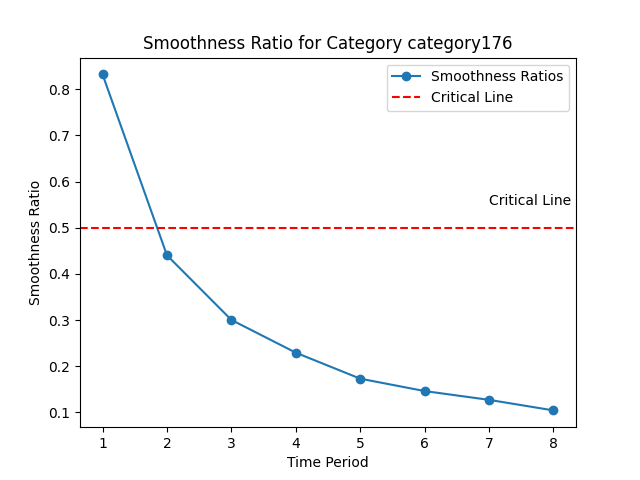 Smoothness Ratio for Category category176
Smoothness Ratios
Critical Line
Critical Line
Smoothness Ratio
0.8
0.7
0.6
0.5
0.4
0.3
0.2
0.1
1 2 3 4 5 6 7 8
Time Period